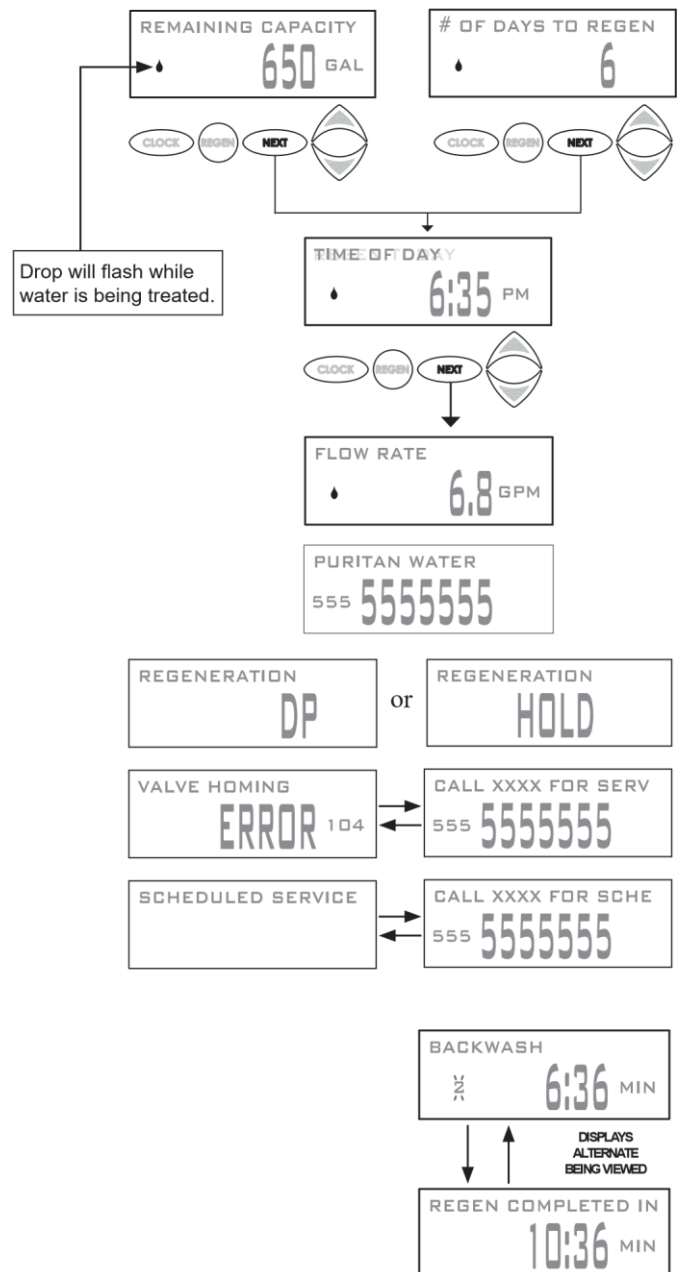 REMAINING CAPACITY
650 GAL
# OF DAYS TO REGEN
6
CLOCK REGEN NEXT
CLOCK REGEN NEXT
Drop will flash while
water is being treated.
TIME OF DAY
REGEN TODAY
6:35 PM
CLOCK REGEN NEXT
FLOW RATE
6.8 GPM
PURITAN WATER
555 5555555
REGENERATION
DP
or
REGENERATION
HOLD
VALVE HOMING
ERROR 104
CALL XXXX FOR SERV
555 5555555
SCHEDULED SERVICE
CALL XXXX FOR SCHE
555 5555555
BACKWASH
2 6:36 MIN
DISPLAYS
ALTERNATE
BEING VIEWED
REGEN COMPLETED IN
10:36 MIN